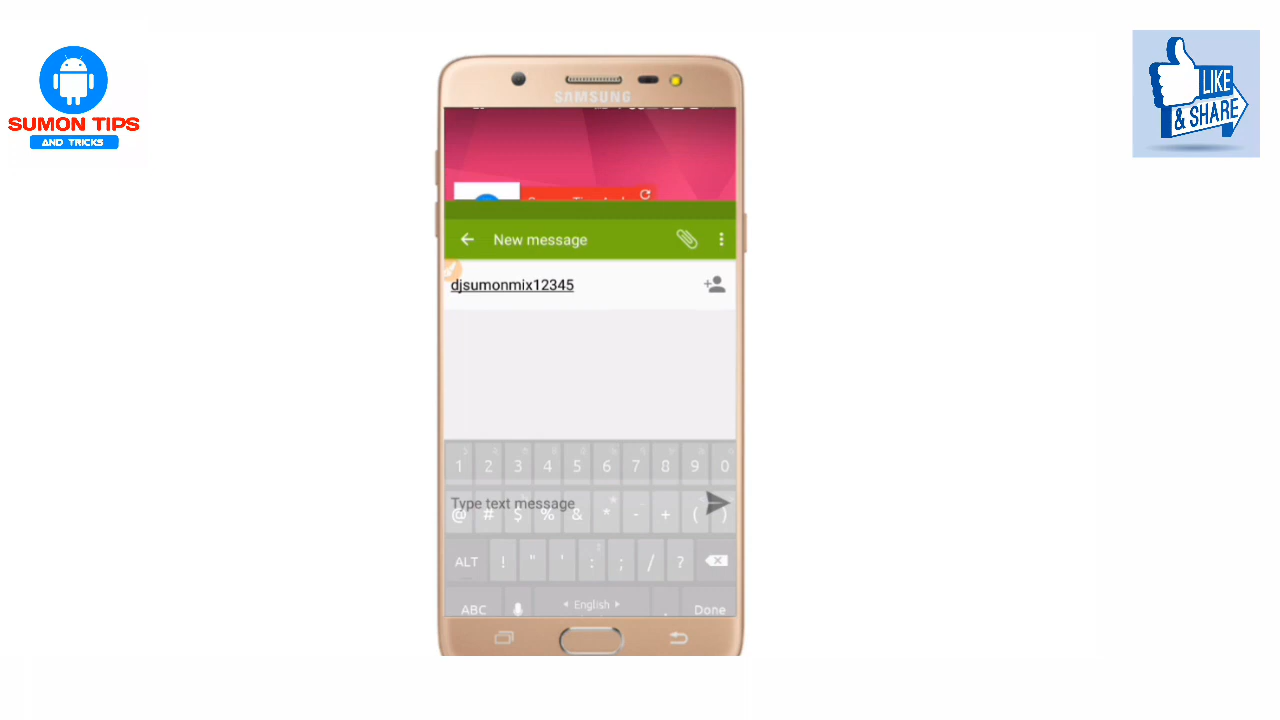 SUMON TIPS
AND TRICKS
LIKE
& SHARE
SAMSUNG
New message
djsumonmix12345
1 2 3 4 5 6 7 8 9 0
Type text message
@ # $ % & * - + ( )
ALT ! " ' : ; / ?
ABC English . Done